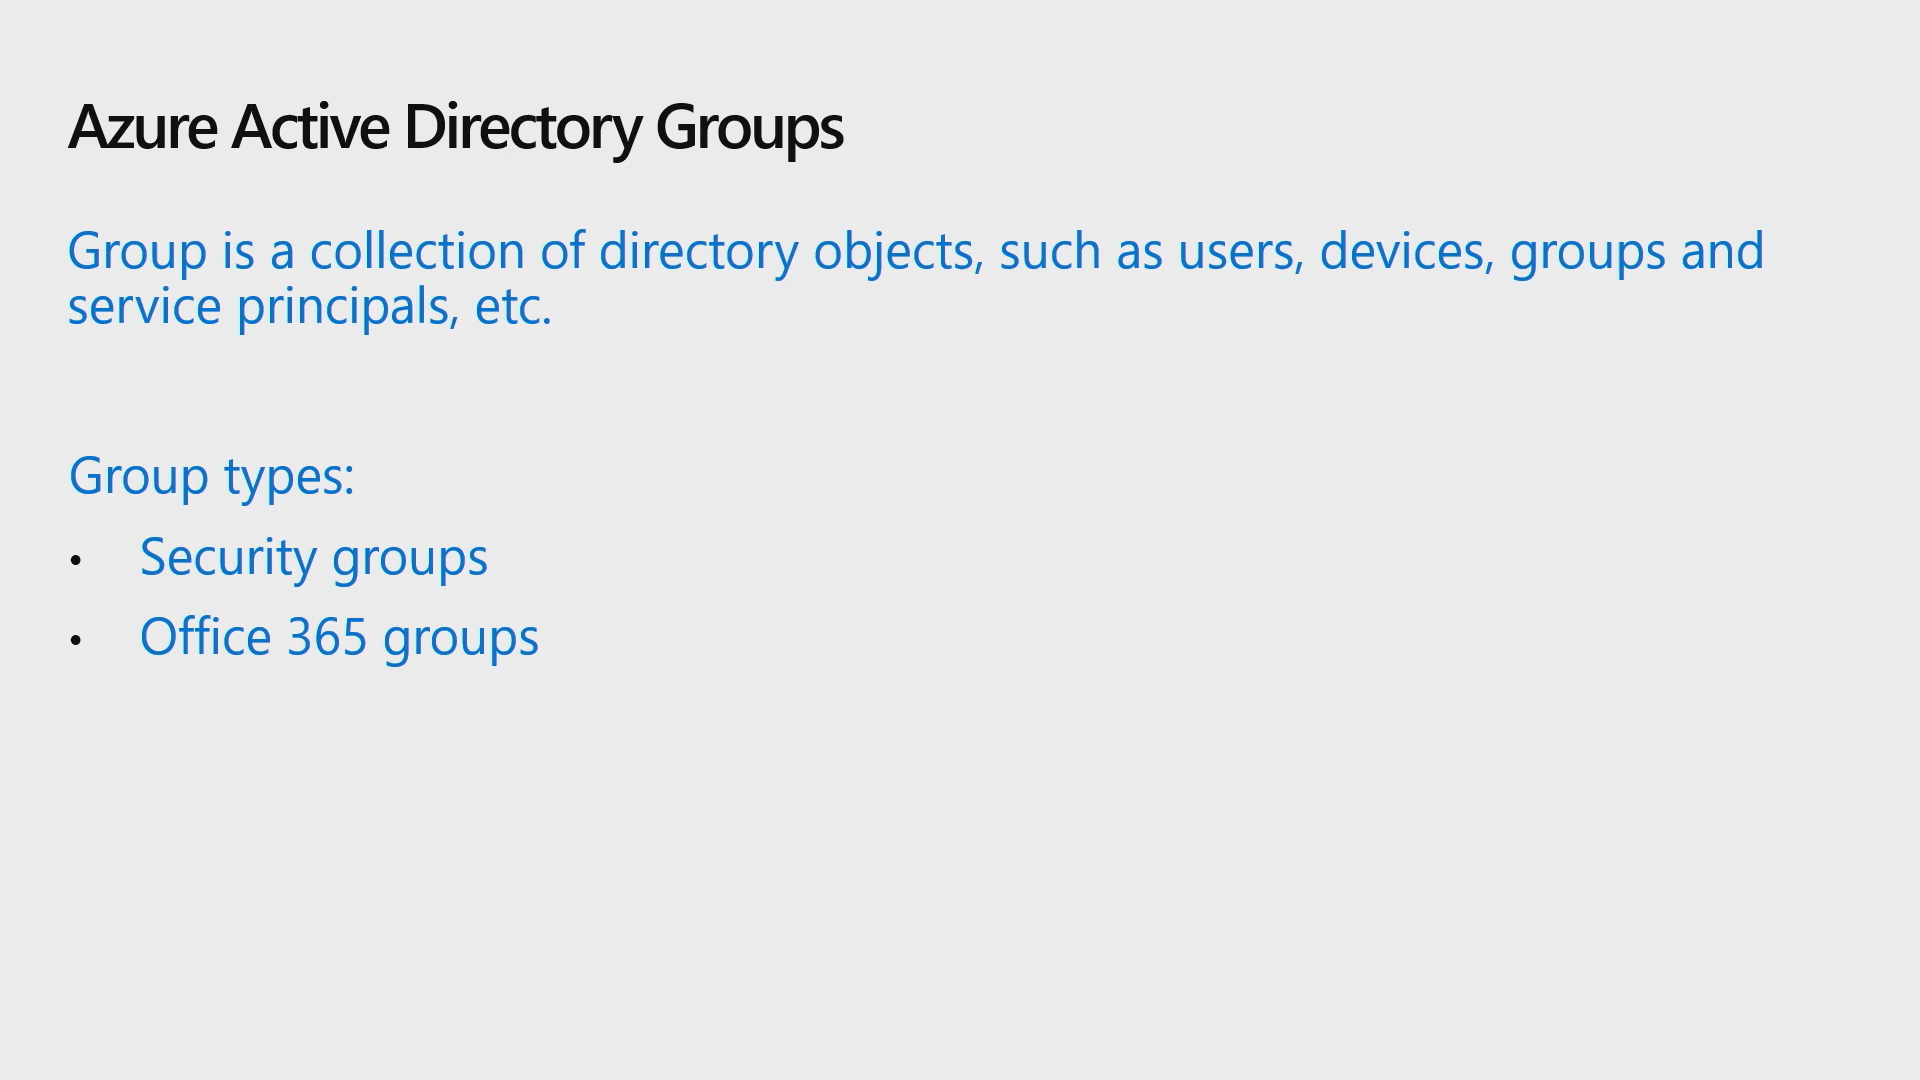 Azure Active Directory Groups
Group is a collection of directory objects, such as users, devices, groups and
service principals, etc.
Group types:
• Security groups
• Office 365 groups